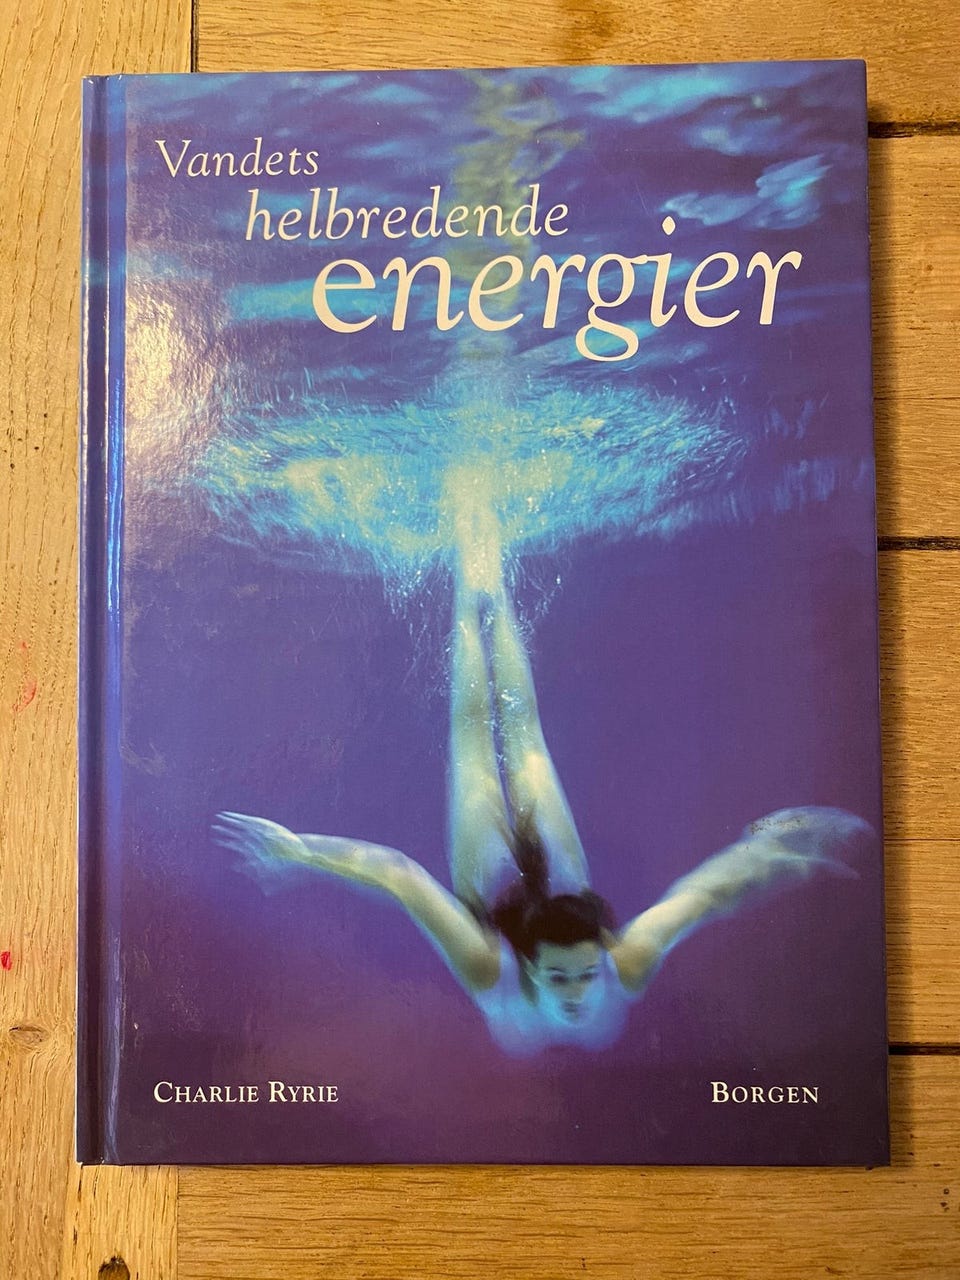 Vandets
helbredende
energier
Charlie Ryrie
Borgen